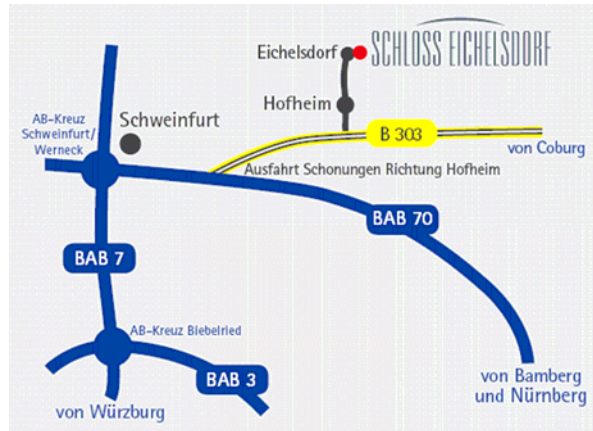 Eichelsdorf
SCHLOSS EICHELSDORF
Hofheim
AB-Kreuz
Schweinfurt/
Werneck
Schweinfurt
B 303
von Coburg
Ausfahrt Schonungen Richtung Hofheim
BAB 70
BAB 7
AB-Kreuz Biebelried
BAB 3
von Bamberg
und Nürnberg
von Würzburg